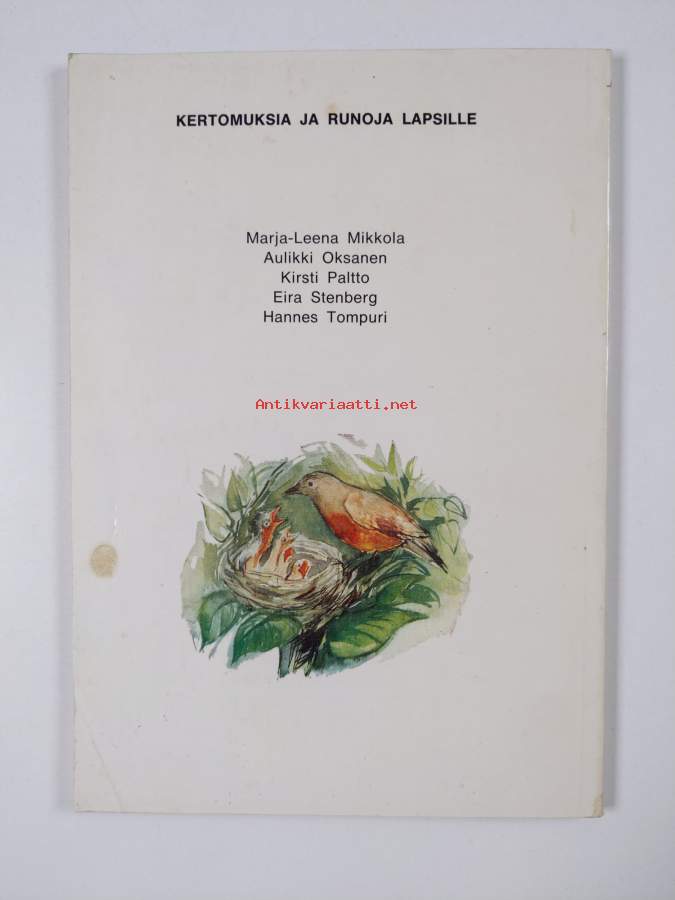 KERTOMUKSIA JA RUNOJA LAPSILLE
Marja-Leena Mikkola
Aulikki Oksanen
Kirsti Paltto
Eira Stenberg
Hannes Tompuri
Antikvariaatti.net